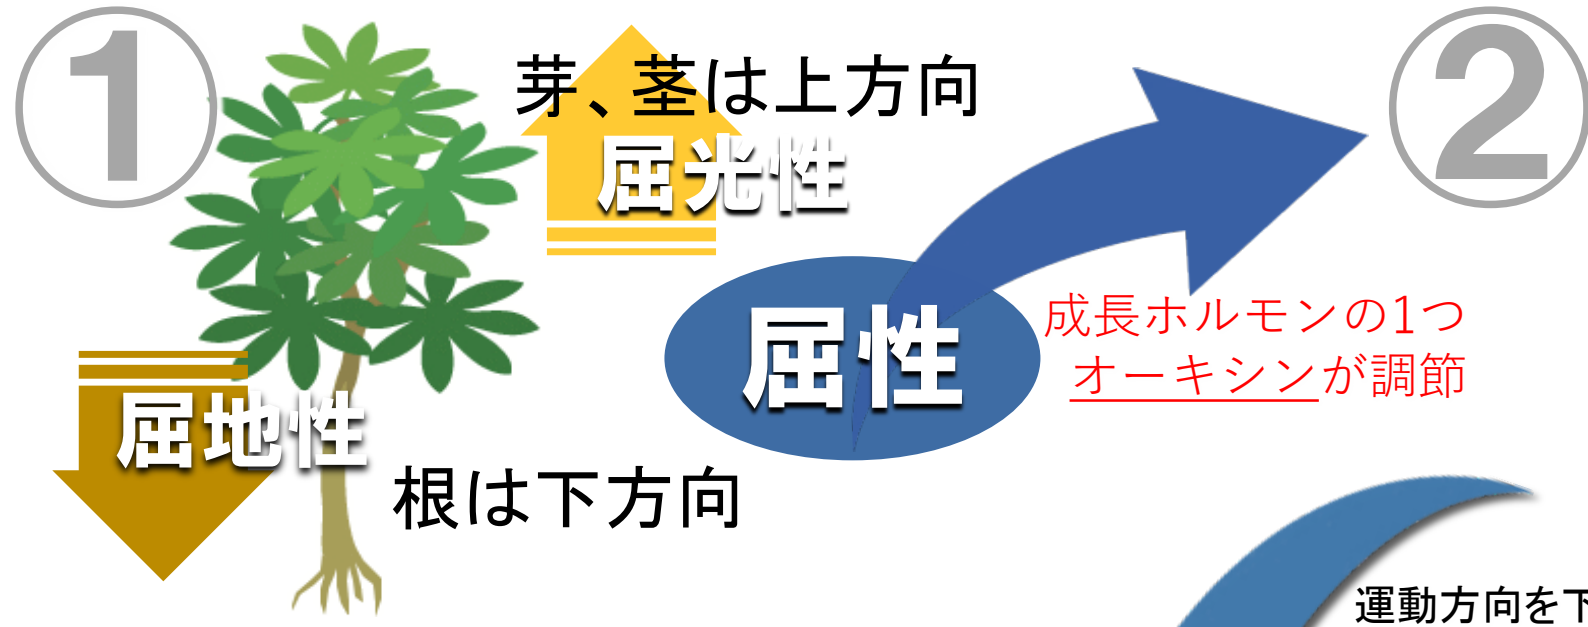 ①
②
芽、茎は上方向
屈光性
屈性
成長ホルモンの1つ
オーキシンが調節
屈地性
根は下方向
運動方向を下